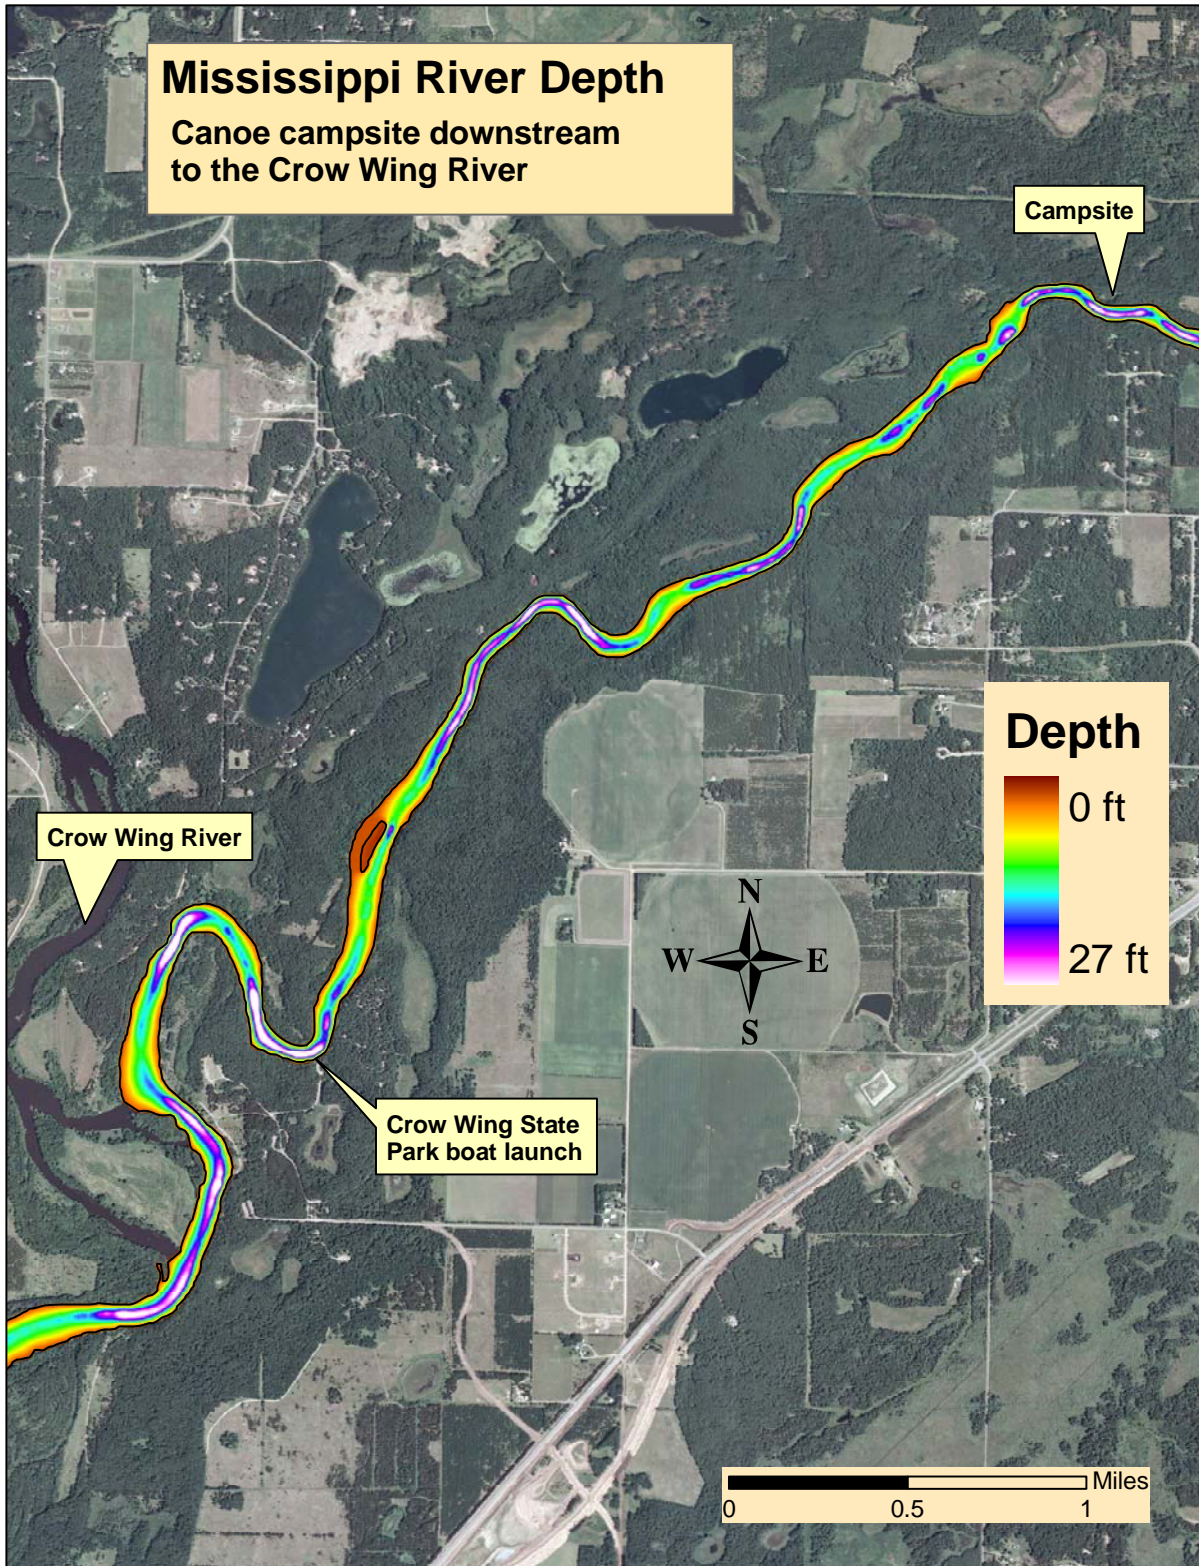 Mississippi River Depth
Canoe campsite downstream
to the Crow Wing River
Campsite
Depth
0 ft
27 ft
Crow Wing River
N
W
E
S
Crow Wing State
Park boat launch
Miles
0
0.5
1